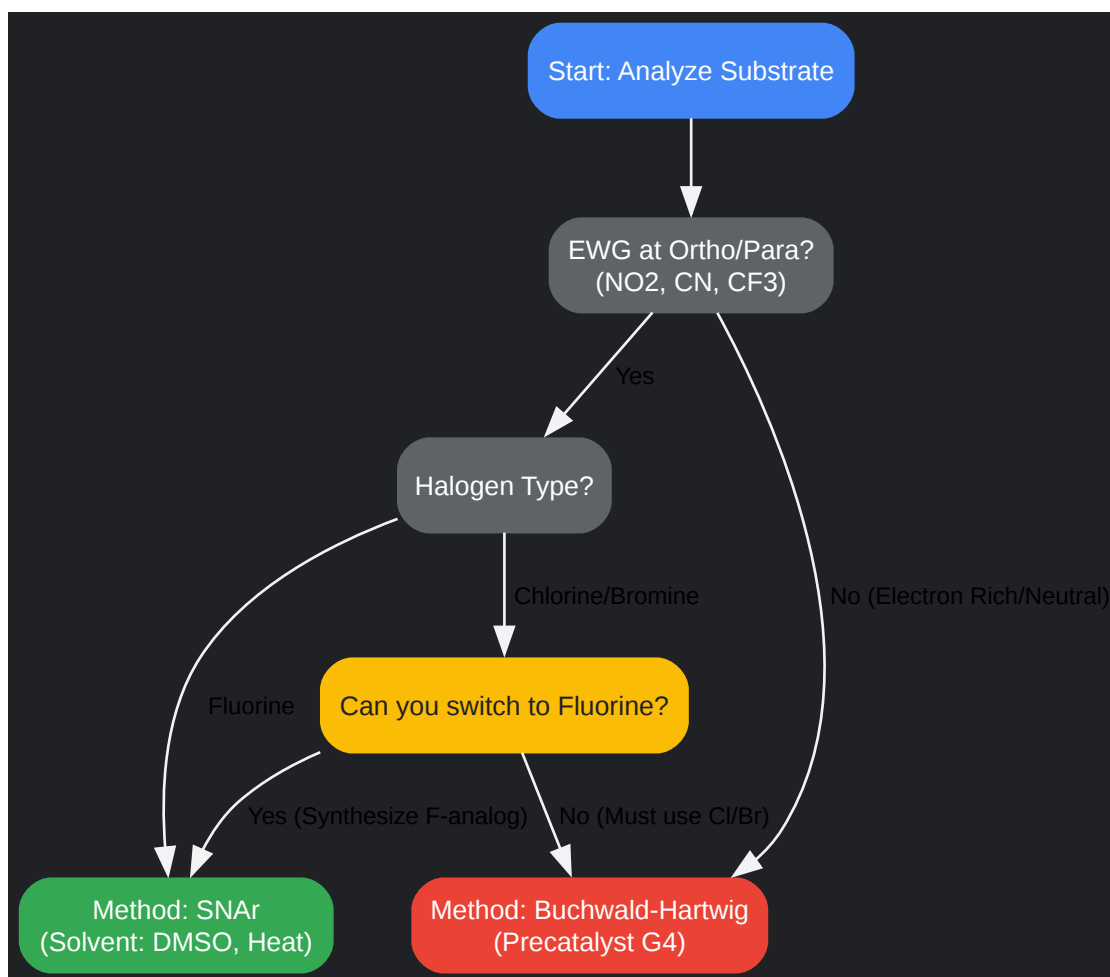 Start: Analyze Substrate
EWG at Ortho/Para?
(NO2, CN, CF3)
Yes
Halogen Type?
Chlorine/Bromine
No (Electron Rich/Neutral)
Fluorine
Can you switch to Fluorine?
Yes (Synthesize F-analog)
No (Must use Cl/Br)
Method: SNAr
(Solvent: DMSO, Heat)
Method: Buchwald-Hartwig
(Precatalyst G4)